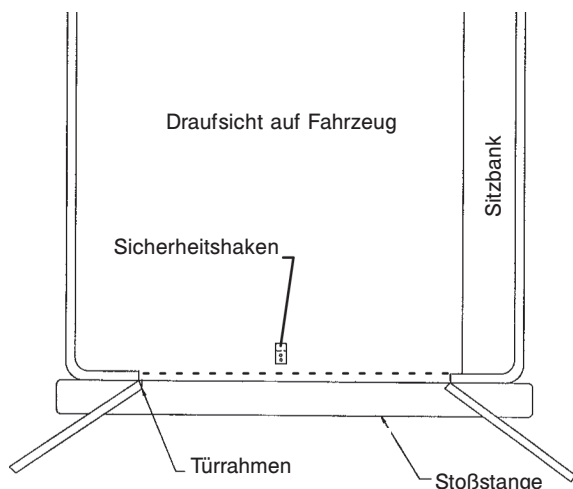 Draufsicht auf Fahrzeug
Sitzbank
Sicherheitshaken
Türrahmen
Stoßstange